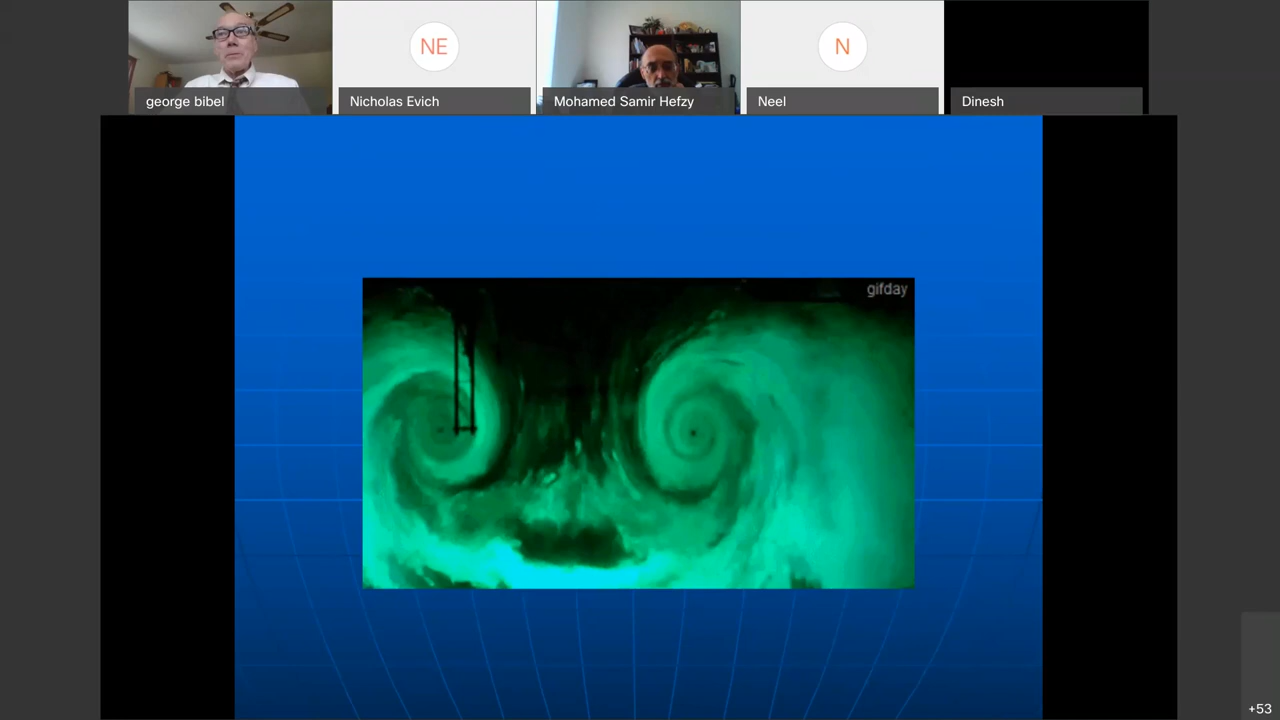 NE
N
george bibel
Nicholas Evich
Mohamed Samir Hefzy
Neel
Dinesh
gifday
+53